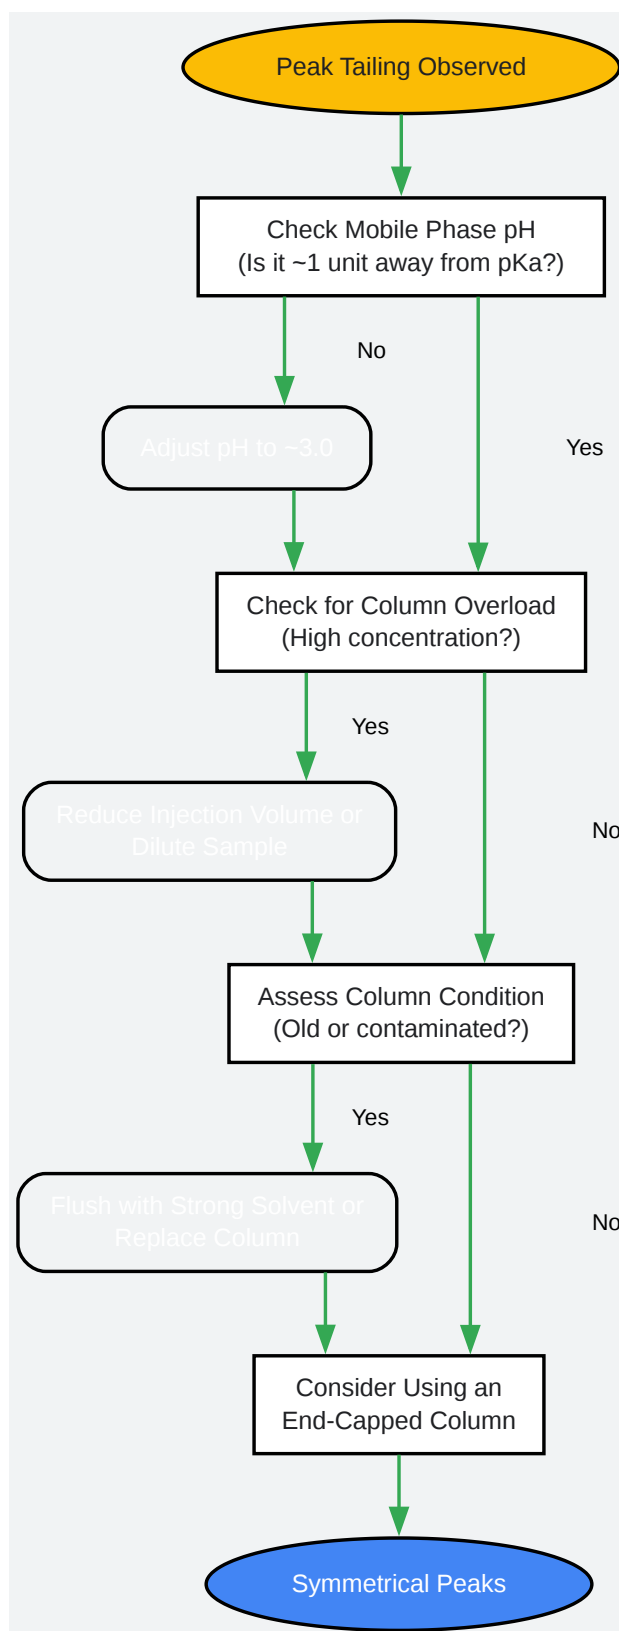 Peak Tailing Observed
Check Mobile Phase pH
(Is it ~1 unit away from pKa?)
No
Adjust pH to ~3.0
Yes
Check for Column Overload
(High concentration?)
Yes
Reduce Injection Volume or
Dilute Sample
No
Assess Column Condition
(Old or contaminated?)
Yes
Flush with Strong Solvent or
Replace Column
No
Consider Using an
End-Capped Column
Symmetrical Peaks